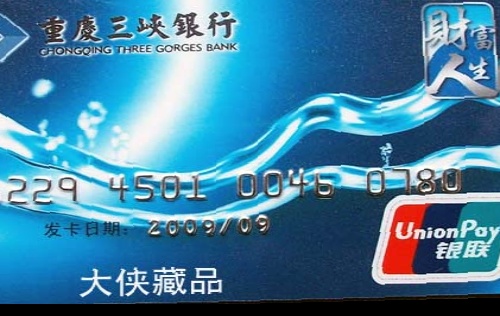 重慶三峽銀行
CHONGQING THREE GORGES BANK
財富
人生
229 4501 0046 0780
发卡日期: 2009/09
UnionPay
银联
大侠藏品